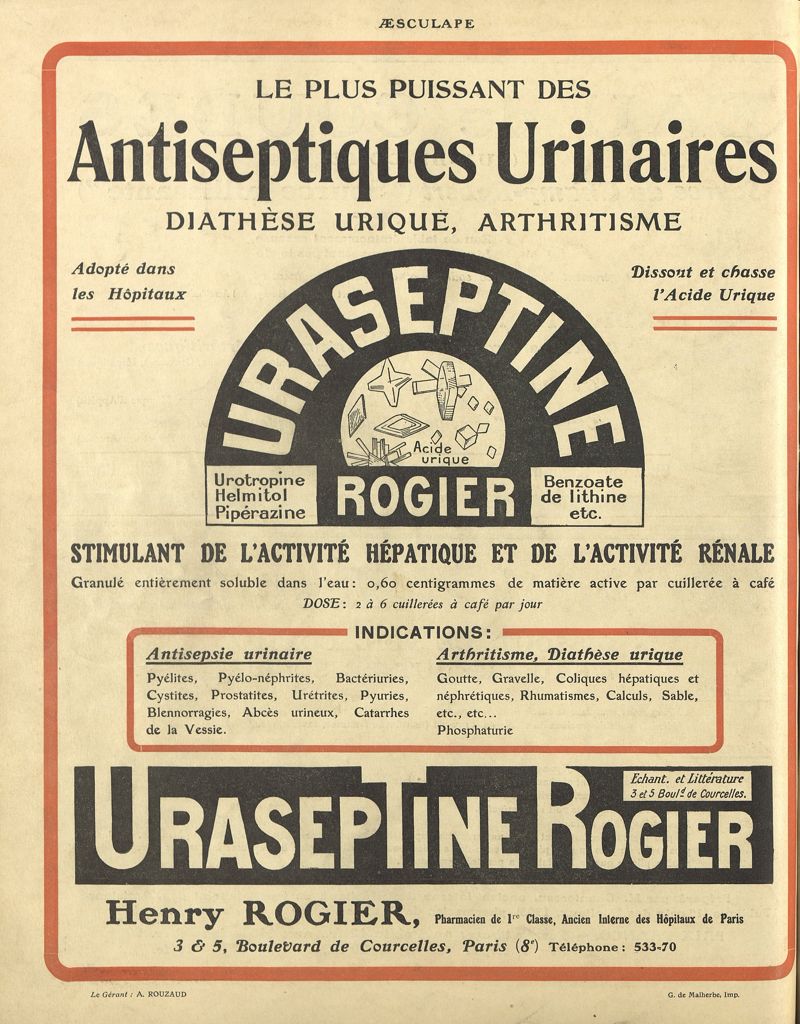 ÆSCULAPE
LE PLUS PUISSANT DES
Antiseptiques Urinaires
DIATHÈSE URIQUE, ARTHRITISME
Adopté dans
les Hôpitaux
Dissout et chasse
l'Acide Urique
URASEPTINE
Acide
urique
Urotropine
Helmitol
Pipérazine
ROGIER
Benzoate
de lithine
etc.
STIMULANT DE L'ACTIVITÉ HÉPATIQUE ET DE L'ACTIVITÉ RÉNALE
Granulé entièrement soluble dans l'eau: 0,60 centigrammes de matière active par cuillerée à café
DOSE: 2 à 6 cuillerées à café par jour
INDICATIONS:
Antisepsie urinaire
Pyélites, Pyélo-néphrites, Bactériuries,
Cystites, Prostatites, Urétrites, Pyuries,
Blennorragies, Abcès urineux, Catarrhes
de la Vessie.
Arthritisme, Diathèse urique
Goutte, Gravelle, Coliques hépatiques et
néphrétiques, Rhumatismes, Calculs, Sable,
etc., etc...
Phosphaturie
Echant. et Littérature
3 et 5 Boul.d de Courcelles.
URASEPTINE ROGIER
Henry ROGIER, Pharmacien de 1re Classe, Ancien Interne des Hôpitaux de Paris
3 & 5, Boulevard de Courcelles, Paris (8e) Téléphone: 533-70
Le Gérant : A. ROUZAUD
G. de Malherbe, Imp.